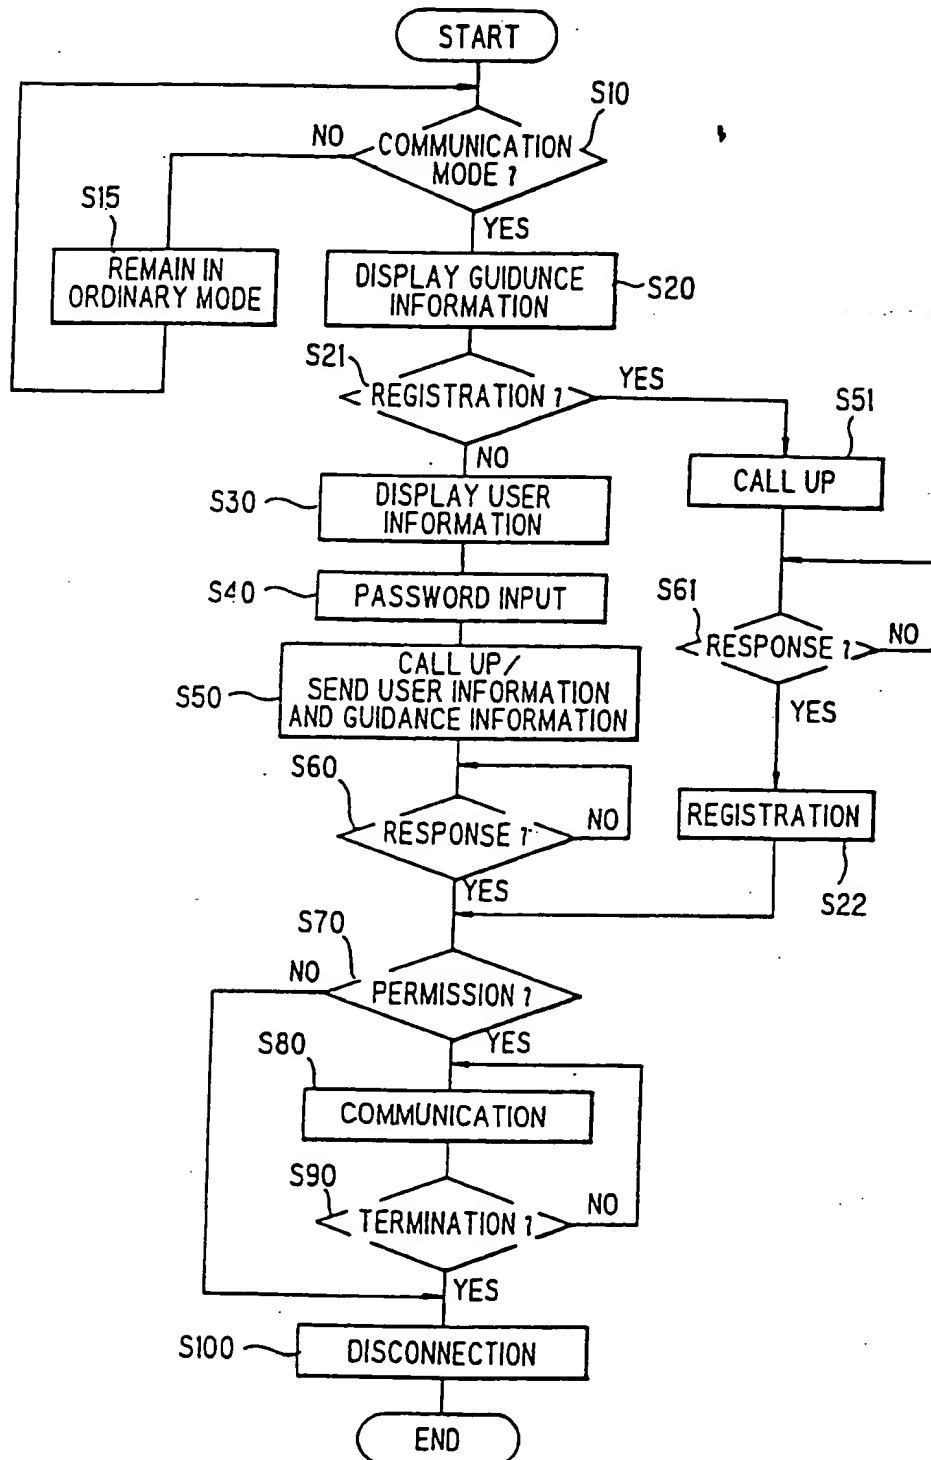 START
S10
NO
COMMUNICATION
MODE ?
S15
YES
REMAIN IN
ORDINARY MODE
DISPLAY GUIDUNCE
INFORMATION
S20
S21
REGISTRATION ?
YES
S51
NO
CALL UP
S30
DISPLAY USER
INFORMATION
S40
PASSWORD INPUT
S61
RESPONSE ?
NO
CALL UP/
SEND USER INFORMATION
AND GUIDANCE INFORMATION
S50
YES
S60
RESPONSE ?
NO
REGISTRATION
YES
S22
S70
NO
PERMISSION ?
YES
S80
COMMUNICATION
S90
NO
TERMINATION ?
YES
S100
DISCONNECTION
END